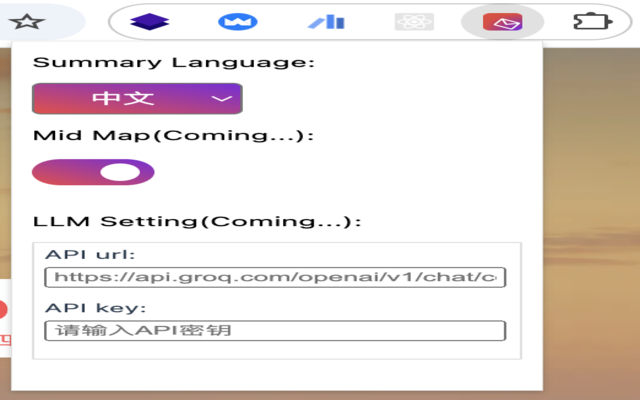 Summary Language:
中文
Mid Map(Coming...):
LLM Setting(Coming...):
API url:
https://api.groq.com/openai/v1/chat/c
API key:
请输入API密钥